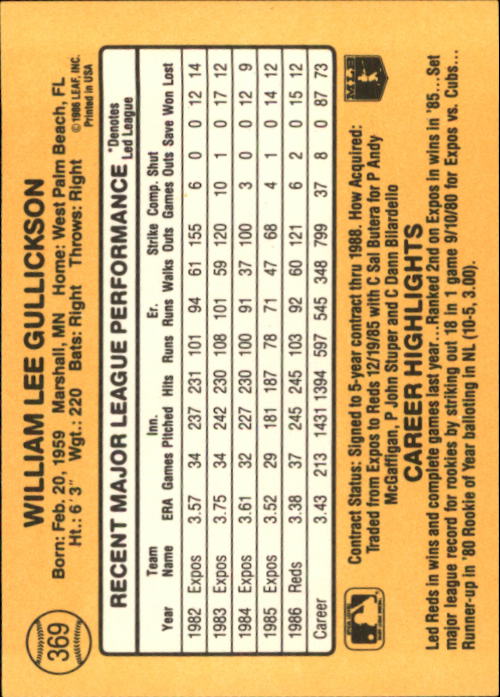 369
WILLIAM LEE GULLICKSON
Born: Feb. 20, 1959 Marshall, MN Home: West Palm Beach, FL
Ht.: 6' 3" Wgt.: 220 Bats: Right Throws: Right
©1986 LEAF, INC.
Printed in USA
RECENT MAJOR LEAGUE PERFORMANCE
*Denotes
Led League
Team Inn. Er. Strike Comp. Shut
Year Name ERA Games Pitched Hits Runs Runs Walks Outs Games Outs Save Won Lost
1982 Expos 3.57 34 237 231 101 94 61 155 6 0 0 12 14
1983 Expos 3.75 34 242 230 108 101 59 120 10 1 0 17 12
1984 Expos 3.61 32 227 230 100 91 37 100 3 0 0 12 9
1985 Expos 3.52 29 181 187 78 71 47 68 4 1 0 14 12
1986 Reds 3.38 37 245 245 103 92 60 121 6 2 0 15 12
Career 3.43 213 1431 1394 597 545 348 799 37 8 0 87 73
Contract Status: Signed to 5-year contract thru 1988. How Acquired:
Traded from Expos to Reds 12/19/85 with C Sal Butera for P Andy
McGaffigan, P John Stuper and C Dann Bilardello
MLB
CAREER HIGHLIGHTS
Led Reds in wins and complete games last year...Ranked 2nd on Expos in wins in '85...Set
major league record for rookies by striking out 18 in 1 game 9/10/80 for Expos vs. Cubs...
Runner-up in '80 Rookie of Year balloting in NL (10-5, 3.00).